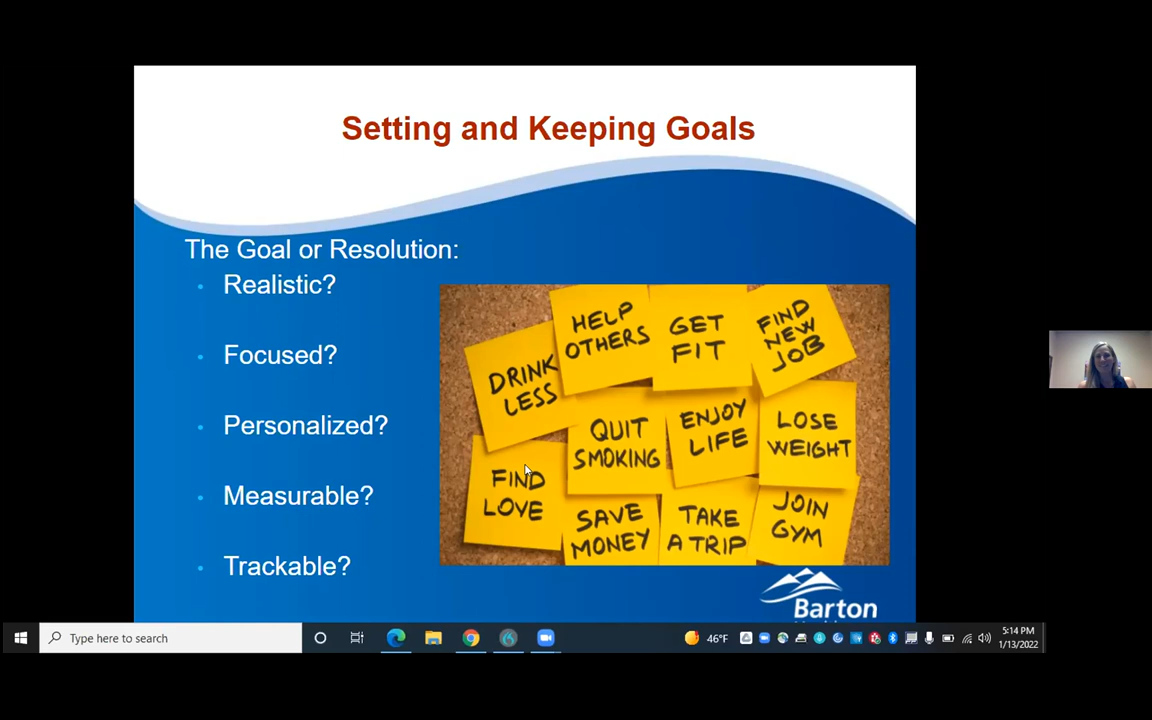 Setting and Keeping Goals
The Goal or Resolution:
Realistic?
Focused?
Personalized?
Measurable?
Trackable?
HELP
OTHERS
GET
FIT
FIND
NEW
JOB
DRINK
LESS
QUIT
SMOKING
ENJOY
LIFE
LOSE
WEIGHT
FIND
LOVE
SAVE
MONEY
TAKE
A TRIP
JOIN
GYM
Barton
Type here to search
46°F
5:14 PM
1/13/2022